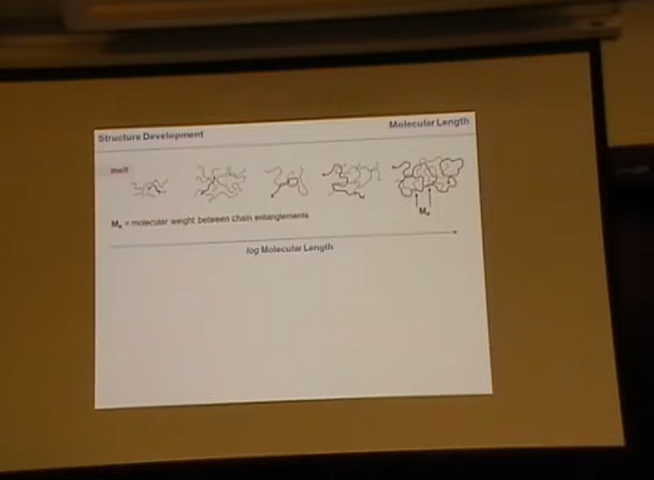 Structure Development
Molecular Length
melt
Me
Me = molecular weight between chain entanglements
log Molecular Length